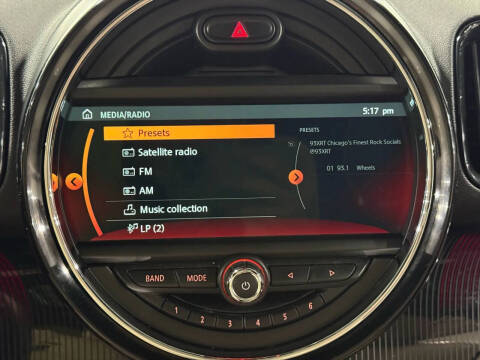 MEDIA/RADIO 5:17 pm
Presets
Satellite radio
FM
AM
Music collection
LP (2)
PRESETS
93XRT Chicago's Finest Rock Socials
@93XRT
01 93.1 Wheels
BAND MODE
1 2 3 4 5 6